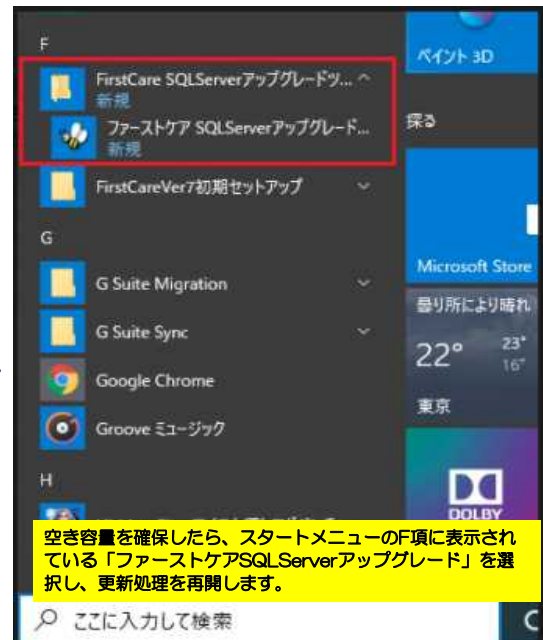 F
ペイント 3D
FirstCare SQLServerアップグレードツ...
新規
ファーストケア SQLServerアップグレード...
新規
探る
FirstCareVer7初期セットアップ
G
Microsoft Store
G Suite Migration
曇り所により晴れ
G Suite Sync
22° 23°
16°
Google Chrome
東京
Groove ミュージック
H
DOLBY
空き容量を確保したら、スタートメニューのF項に表示され
ている「ファーストケアSQLServerアップグレード」を選
択し、更新処理を再開します。
ここに入力して検索